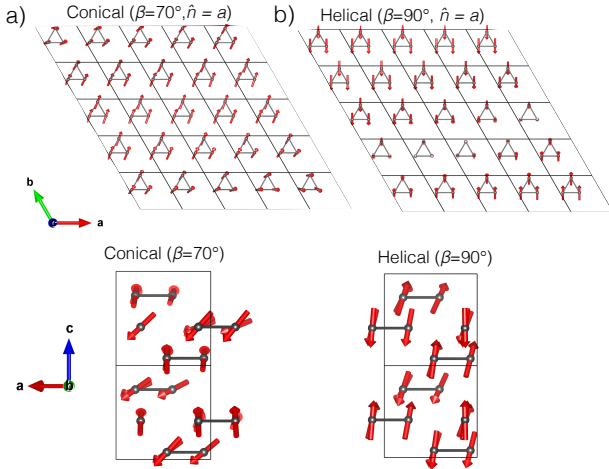 a) Conical (β=70°, n̂ = a)
b) Helical (β=90°, n̂ = a)
b
a
Conical (β=70°)
Helical (β=90°)
c
a
b